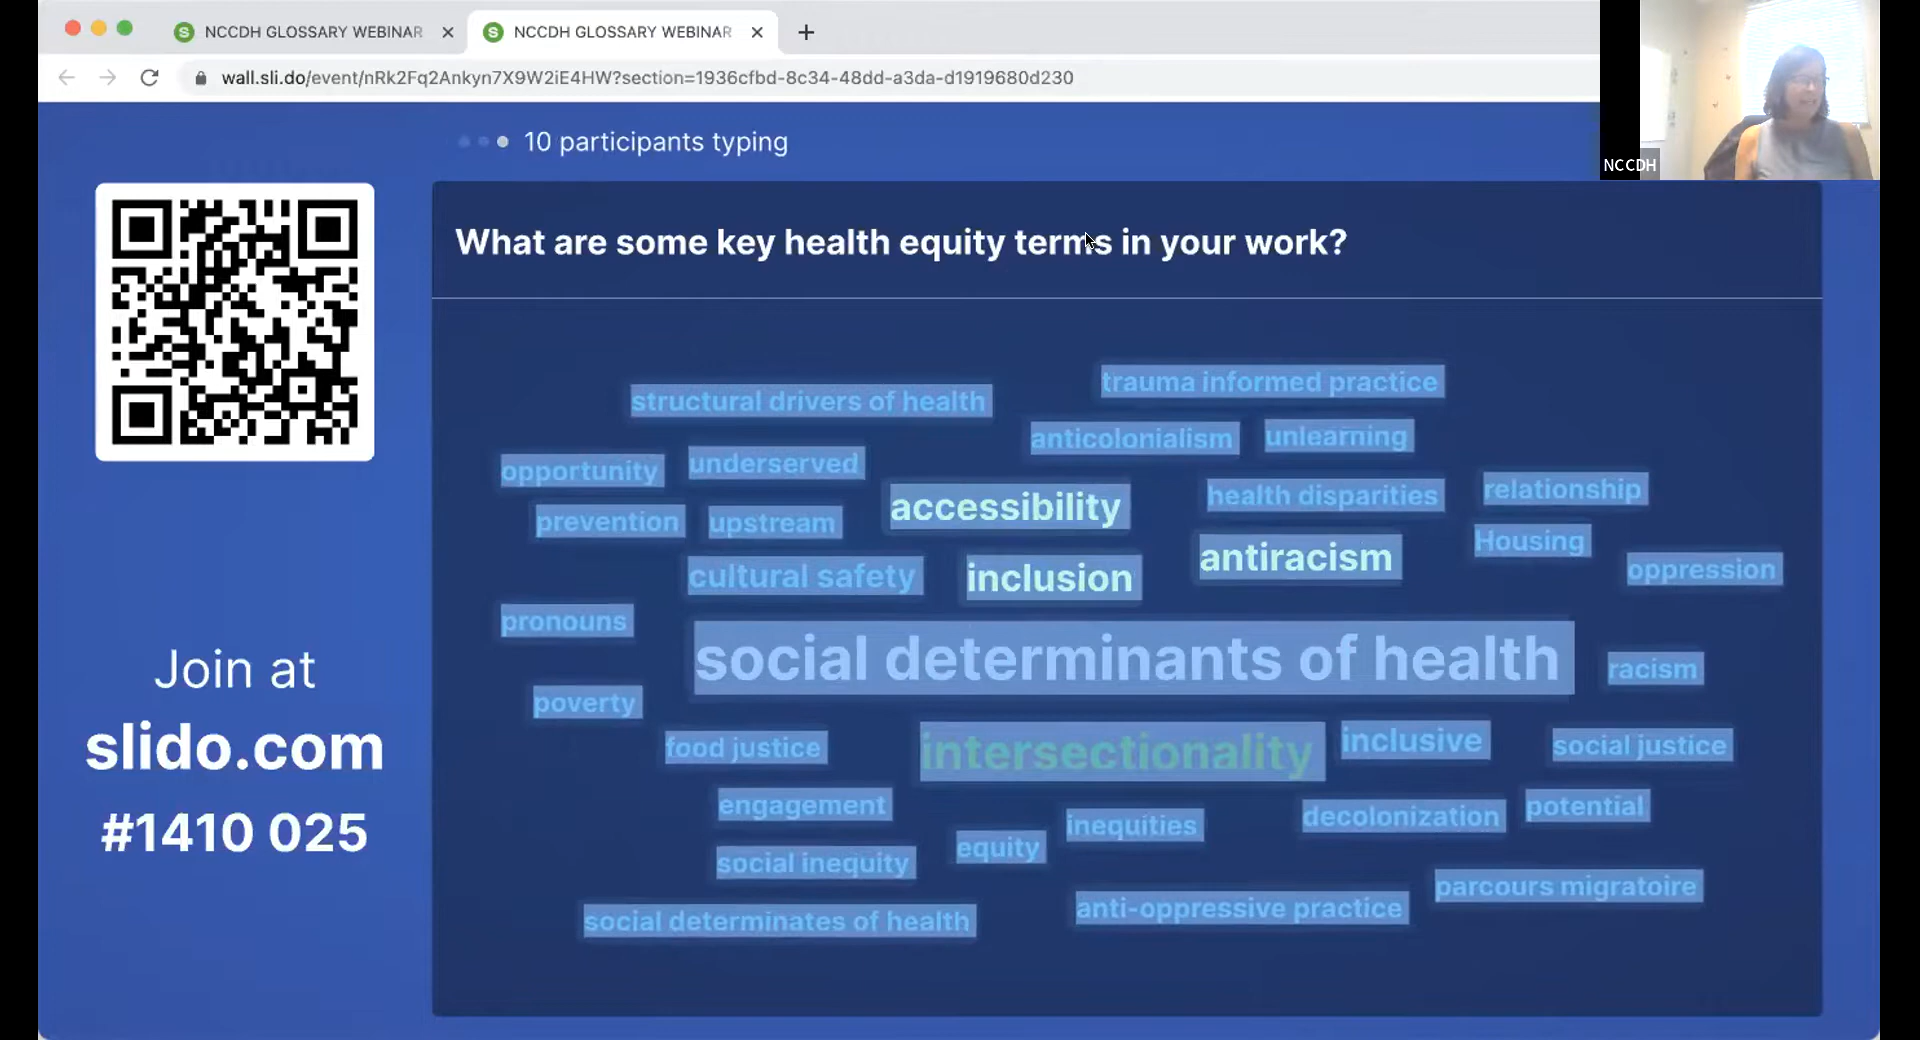 NCCDH GLOSSARY WEBINAR
NCCDH GLOSSARY WEBINAR
wall.sli.do/event/nRk2Fq2Ankyn7X9W2iE4HW?section=1936cfbd-8c34-48dd-a3da-d1919680d230
NCCDH
10 participants typing
What are some key health equity terms in your work?
trauma informed practice
structural drivers of health
anticolonialism
unlearning
opportunity
underserved
accessibility
health disparities
relationship
prevention
upstream
antiracism
Housing
cultural safety
inclusion
oppression
pronouns
social determinants of health
racism
poverty
food justice
intersectionality
inclusive
social justice
engagement
inequities
decolonization
potential
social inequity
equity
parcours migratoire
social determinates of health
anti-oppressive practice
Join at
slido.com
#1410 025